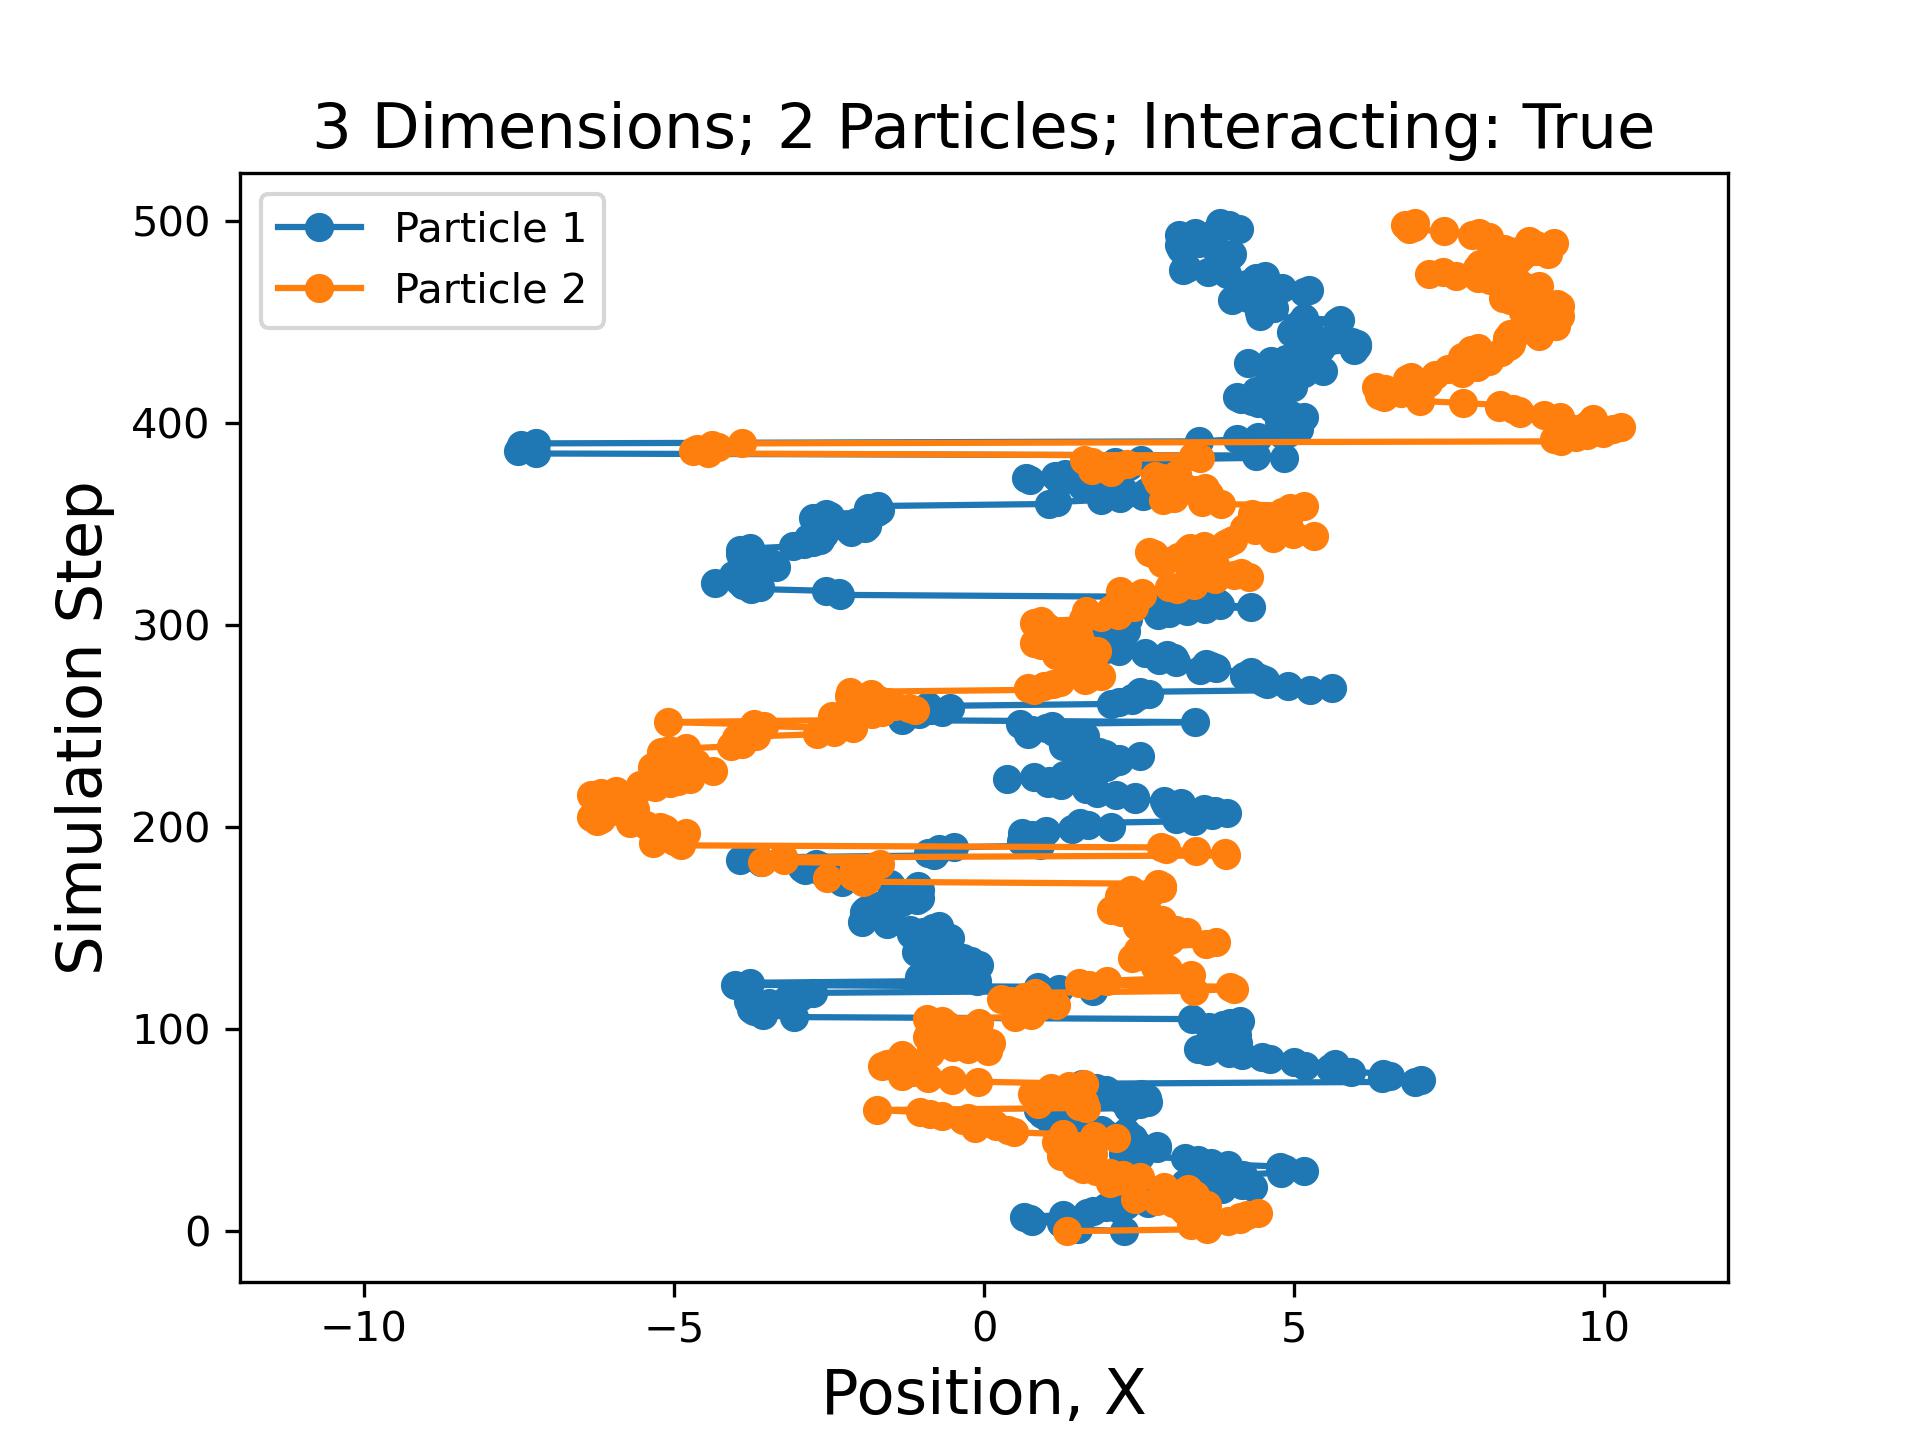 3 Dimensions; 2 Particles; Interacting: True
Particle 1
Particle 2
Simulation Step
500
400
300
200
100
0
−10
−5
0
5
10
Position, X